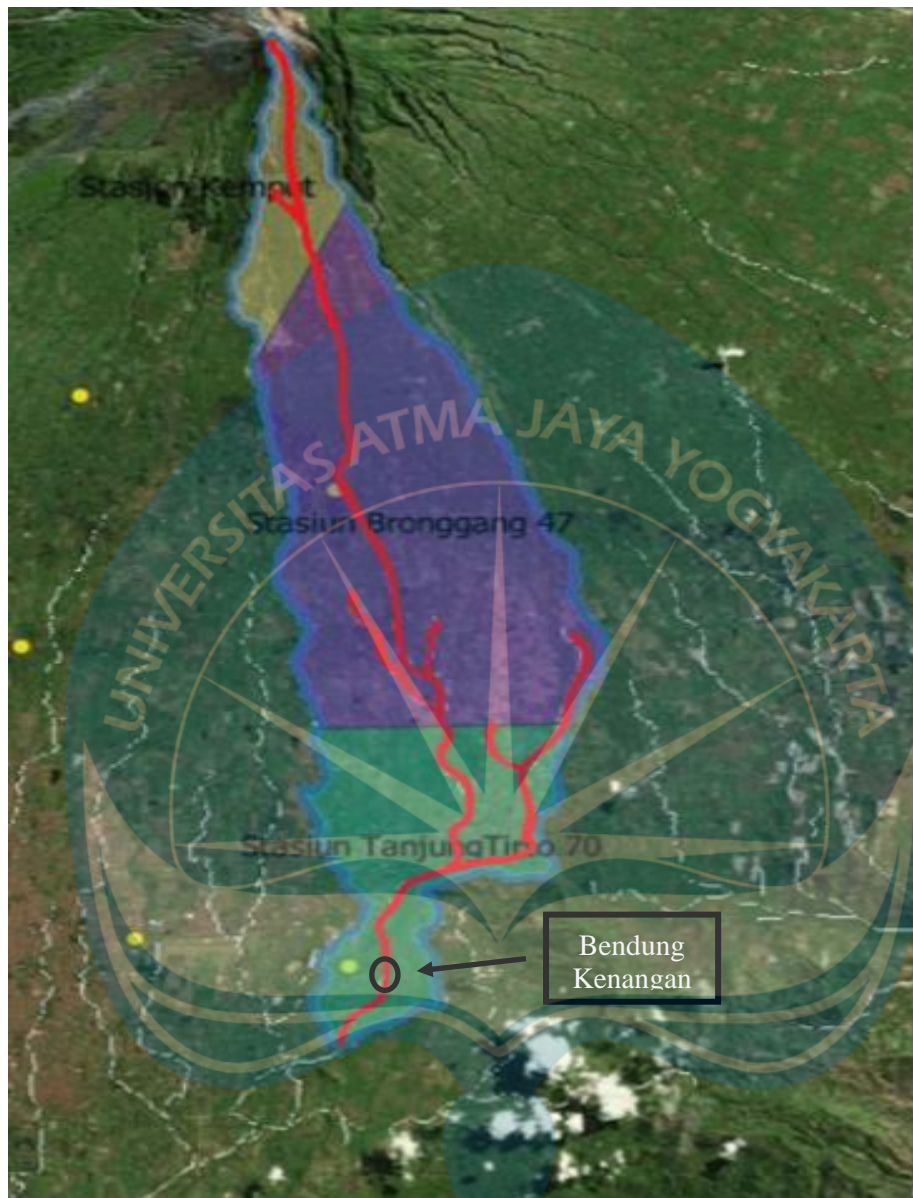 Stasiun Kemput
UNIVERSITAS ATMA JAYA YOGYAKARTA
Stasiun Bronggang 47
Stasiun TanjungTirto 70
Bendung
Kenangan